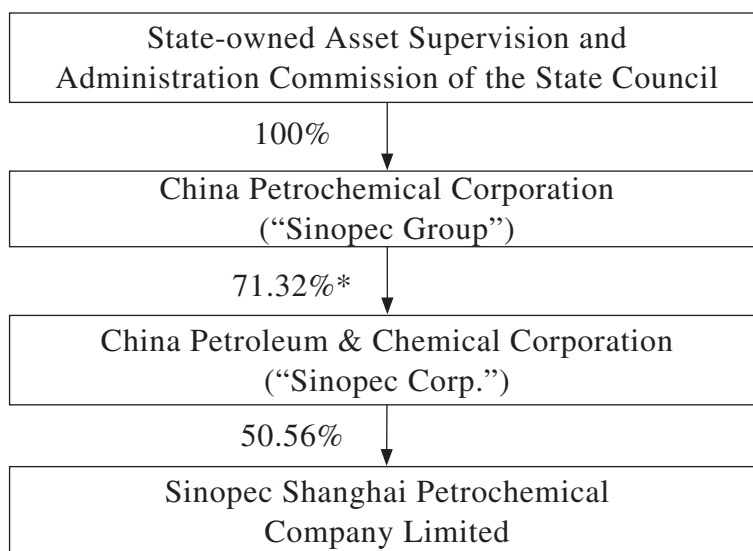 State-owned Asset Supervision and
Administration Commission of the State Council
100%
China Petrochemical Corporation
(“Sinopec Group”)
71.32%*
China Petroleum & Chemical Corporation
(“Sinopec Corp.”)
50.56%
Sinopec Shanghai Petrochemical
Company Limited